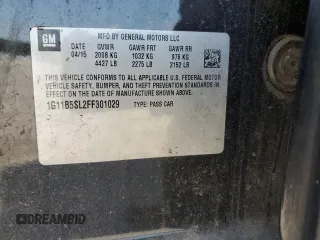 GM
MFD BY GENERAL MOTORS LLC
DATE GVWR GAWR FRT GAWR RR
04/15 2008 KG 1032 KG 976 KG
4427 LB 2275 LB 2152 LB
THIS VEHICLE CONFORMS TO ALL APPLICABLE U.S. FEDERAL MOTOR
VEHICLE SAFETY, BUMPER, AND THEFT PREVENTION STANDARDS IN
EFFECT ON THE DATE OF MANUFACTURE SHOWN ABOVE.
1G11B5SL2FF301029 TYPE: PASS CAR
DREAMBID